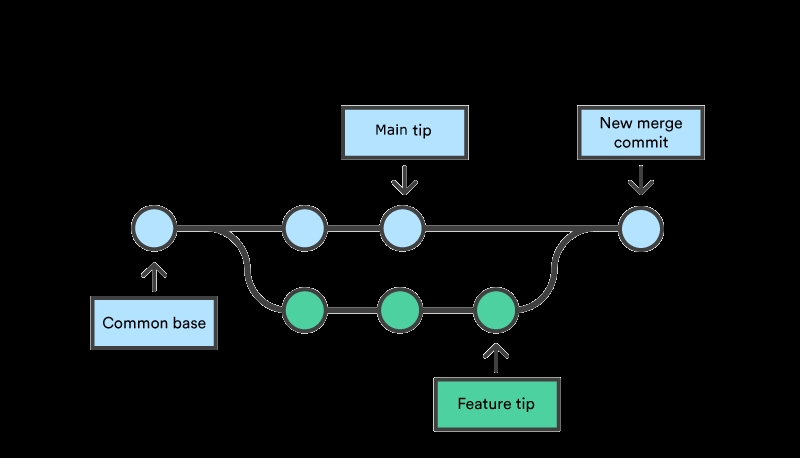 Main tip
New merge
commit
Common base
Feature tip